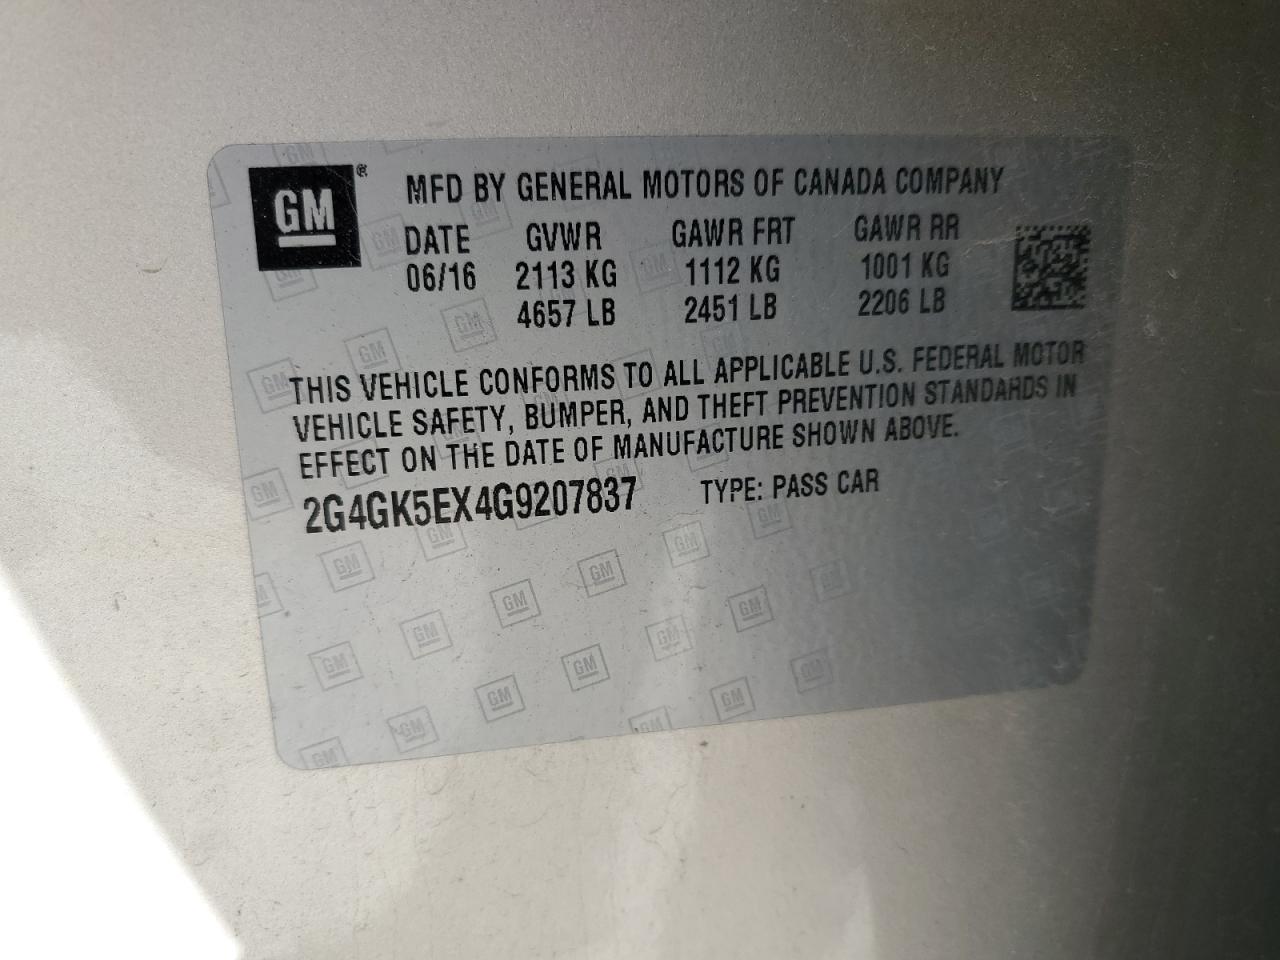 GM®
MFD BY GENERAL MOTORS OF CANADA COMPANY
DATE GVWR GAWR FRT GAWR RR
06/16 2113 KG 1112 KG 1001 KG
4657 LB 2451 LB 2206 LB
THIS VEHICLE CONFORMS TO ALL APPLICABLE U.S. FEDERAL MOTOR
VEHICLE SAFETY, BUMPER, AND THEFT PREVENTION STANDARDS IN
EFFECT ON THE DATE OF MANUFACTURE SHOWN ABOVE.
2G4GK5EX4G9207837 TYPE: PASS CAR